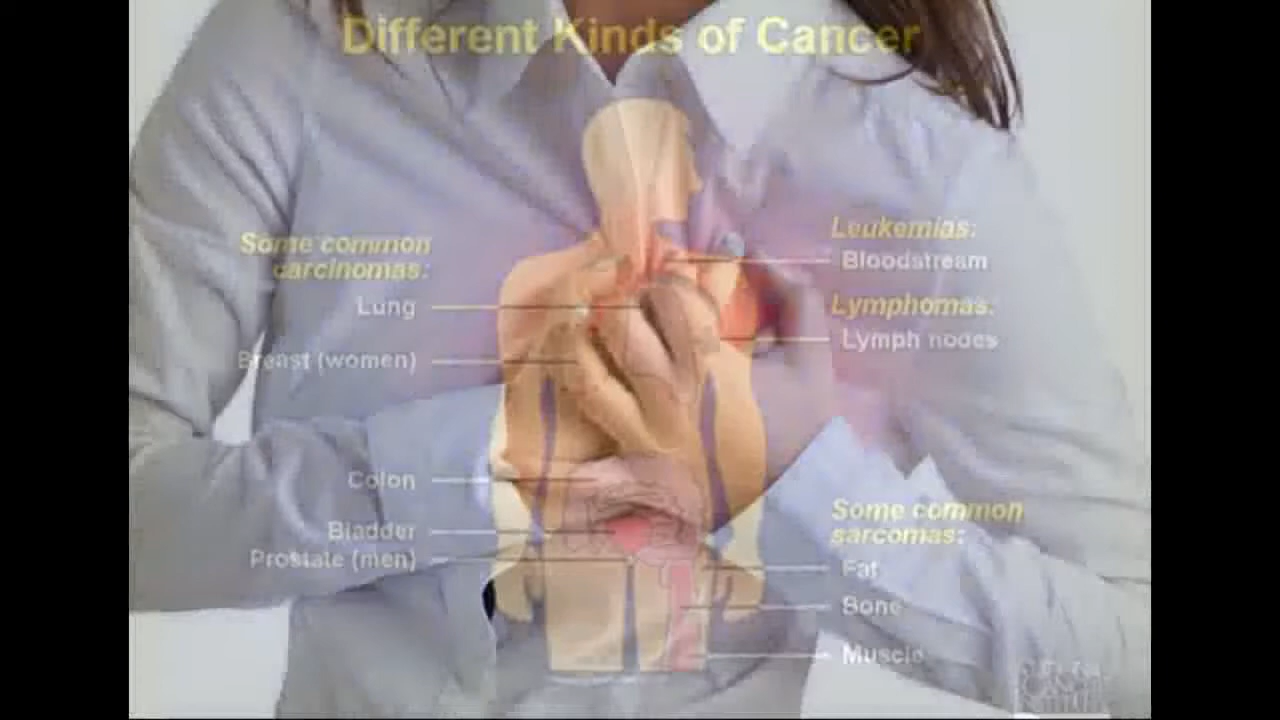 Different Kinds of Cancer
Some common
carcinomas:
Lung
Breast (women)
Colon
Bladder
Prostate (men)
Leukemias:
Bloodstream
Lymphomas:
Lymph nodes
Some common
sarcomas:
Fat
Bone
Muscle